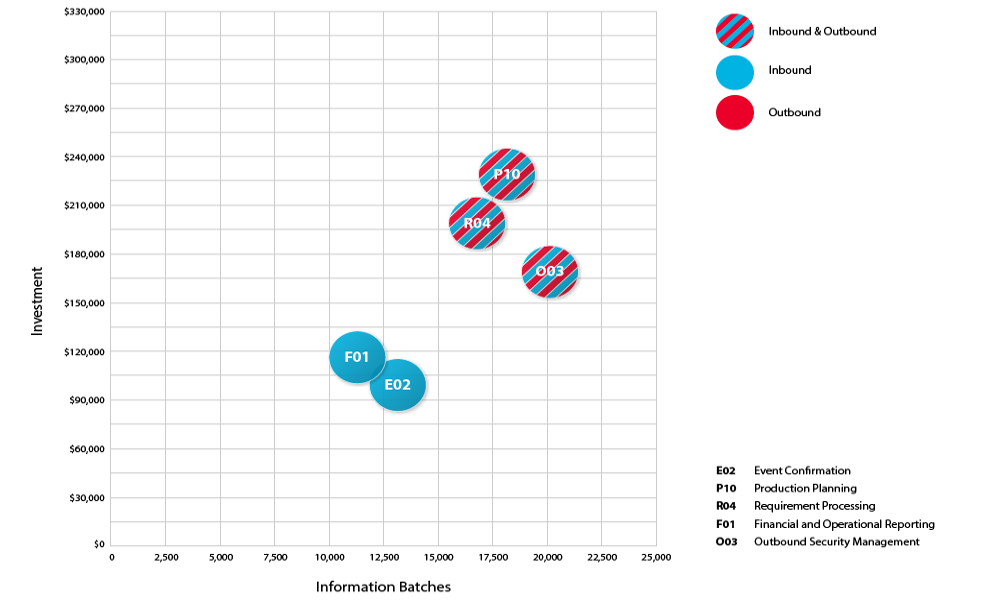 $330,000
$300,000
$270,000
$240,000
$210,000
$180,000
$150,000
$120,000
$90,000
$60,000
$30,000
$0
Investment
P10
R04
O03
F01
E02
0 2,500 5,000 7,500 10,000 12,500 15,000 17,500 20,000 22,500 25,000
Information Batches
Inbound & Outbound
Inbound
Outbound
E02 Event Confirmation
P10 Production Planning
R04 Requirement Processing
F01 Financial and Operational Reporting
O03 Outbound Security Management